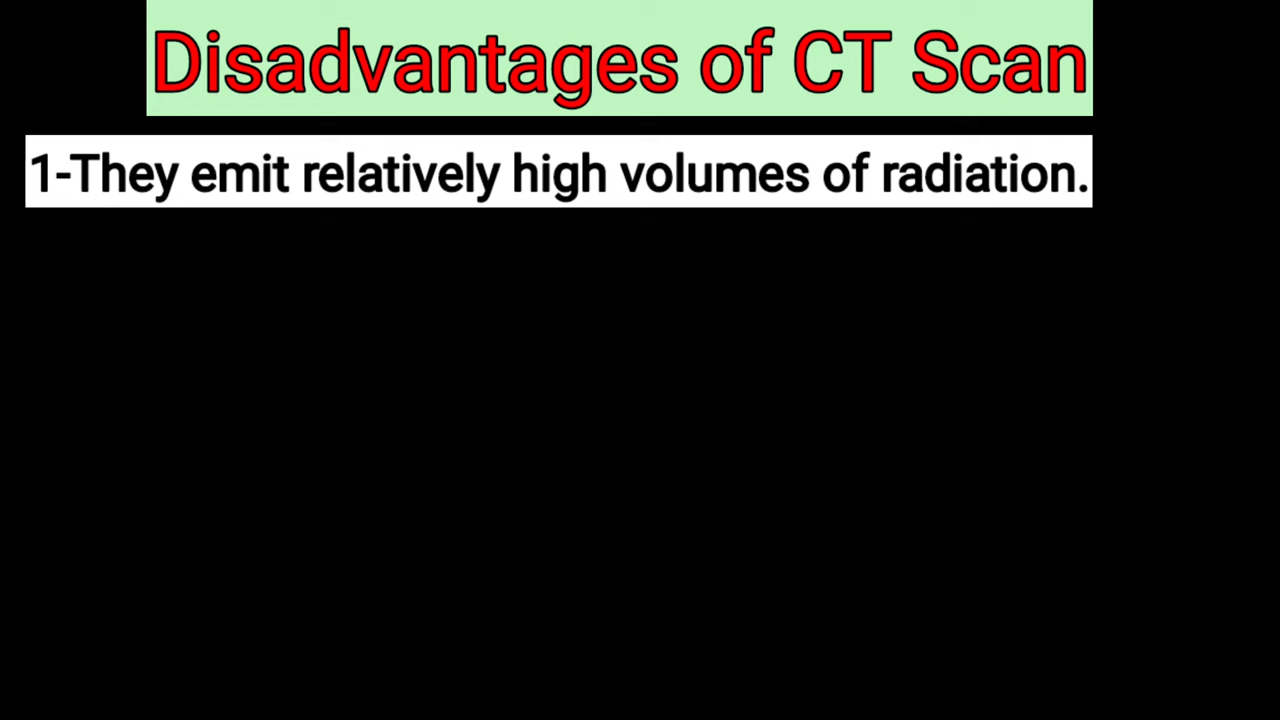 Disadvantages of CT Scan
1-They emit relatively high volumes of radiation.